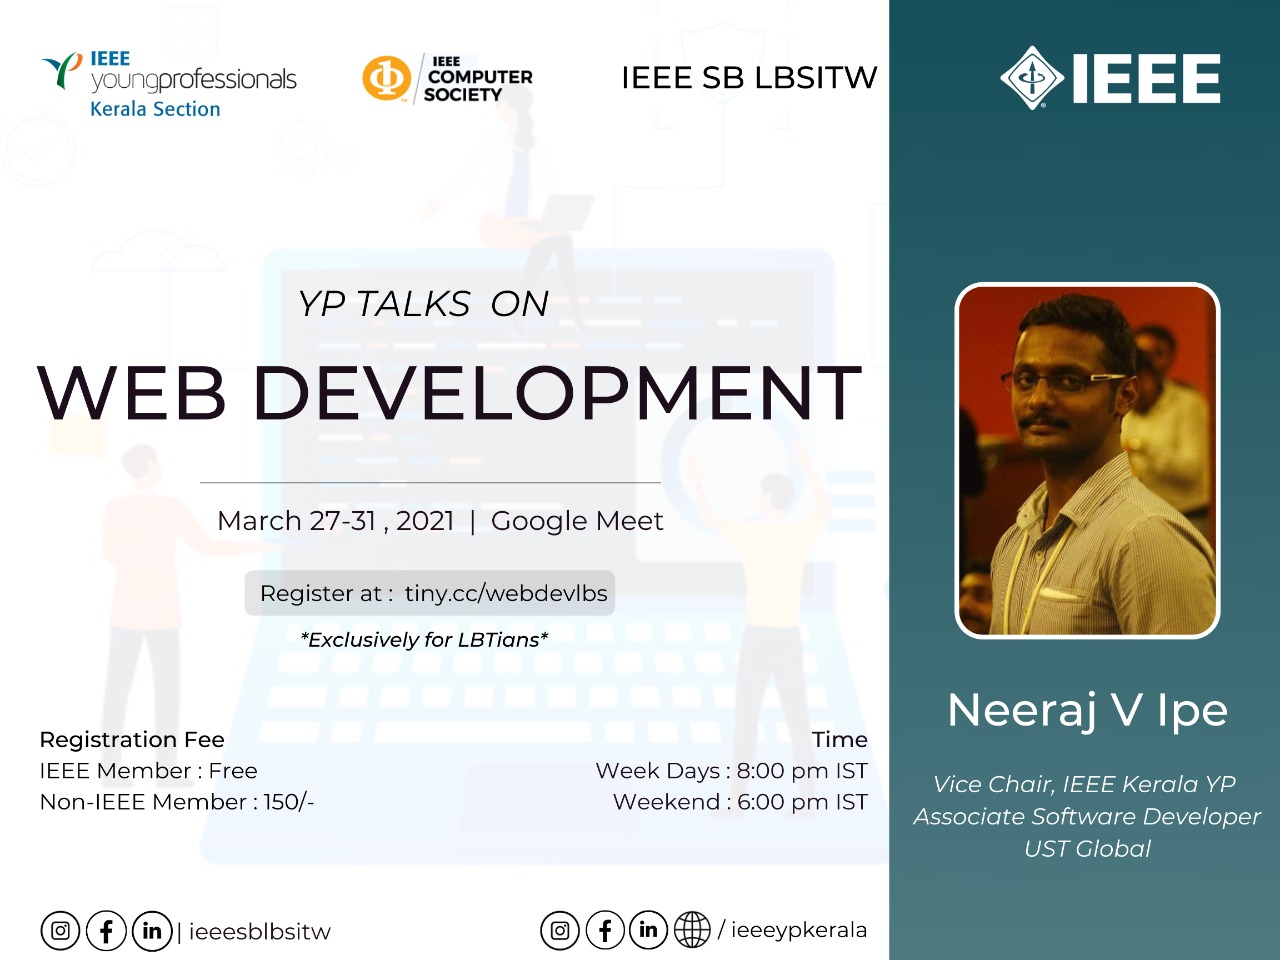 IEEE
youngprofessionals
Kerala Section
IEEE
COMPUTER
SOCIETY
IEEE SB LBSITW
IEEE
YP TALKS ON
WEB DEVELOPMENT
March 27-31 , 2021 | Google Meet
Register at : tiny.cc/webdevlbs
*Exclusively for LBTians*
Registration Fee
IEEE Member : Free
Non-IEEE Member : 150/-
Time
Week Days : 8:00 pm IST
Weekend : 6:00 pm IST
| ieeesblbsitw
/ ieeeypkerala
Neeraj V Ipe
Vice Chair, IEEE Kerala YP
Associate Software Developer
UST Global